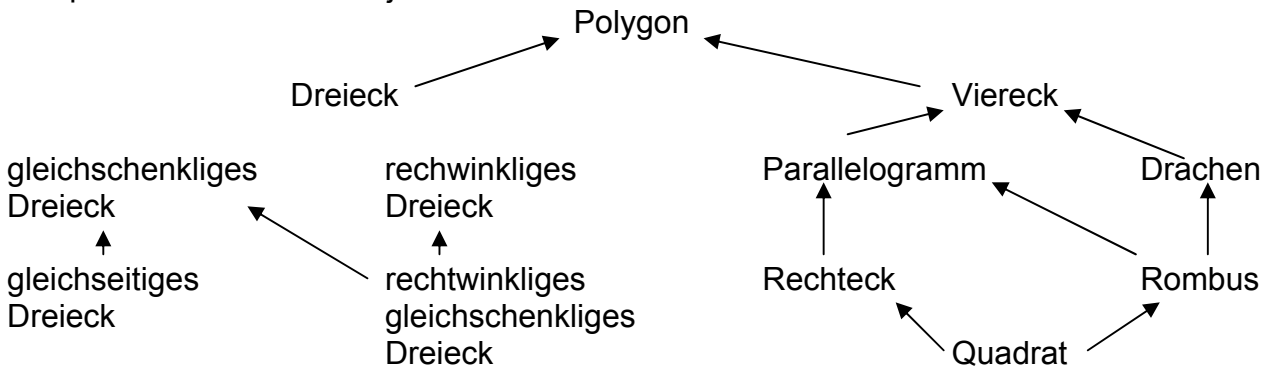 Polygon
Dreieck
Viereck
gleichschenkliges
Dreieck
rechwinkliges
Dreieck
Parallelogramm
Drachen
gleichseitiges
Dreieck
rechtwinkliges
gleichschenkliges
Dreieck
Rechteck
Rombus
Quadrat